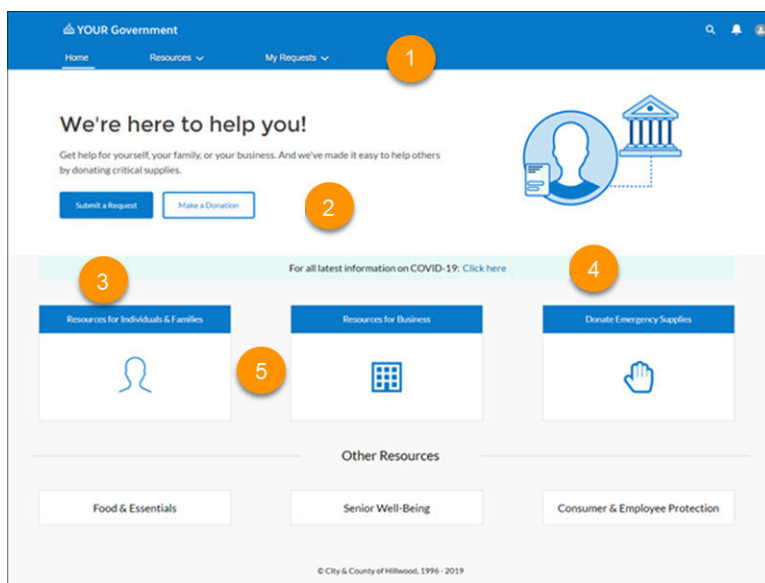 YOUR Government
Home Resources My Requests 1
We're here to help you!
Get help for yourself, your family, or your business. And we've made it easy to help others
by donating critical supplies.
Submit a Request Make a Donation 2
For all latest information on COVID-19: Click here 4
3
Resources for Individuals & Families Resources for Business Donate Emergency Supplies
5
Other Resources
Food & Essentials Senior Well-Being Consumer & Employee Protection
© City & County of Hillwood, 1996 - 2019